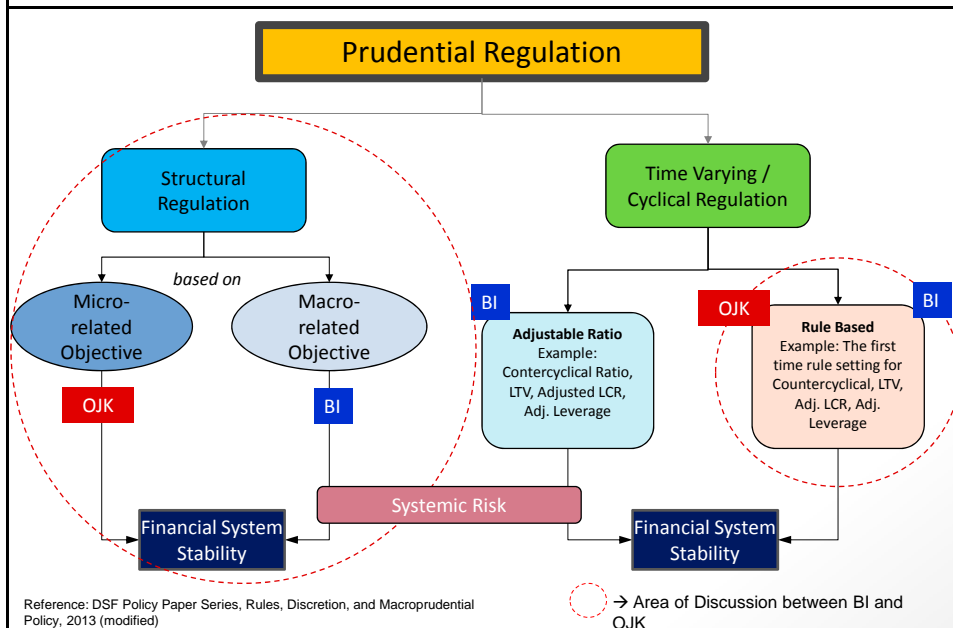 Prudential Regulation
Structural
Regulation
Time Varying /
Cyclical Regulation
based on
Micro-
related
Objective
Macro-
related
Objective
OJK
BI
BI
Adjustable Ratio
Example:
Contercyclical Ratio,
LTV, Adjusted LCR,
Adj. Leverage
OJK
BI
Rule Based
Example: The first
time rule setting for
Countercyclical, LTV,
Adj. LCR, Adj.
Leverage
Systemic Risk
Financial System
Stability
Financial System
Stability
Reference: DSF Policy Paper Series, Rules, Discretion, and Macroprudential
Policy, 2013 (modified)
→ Area of Discussion between BI and
OJK